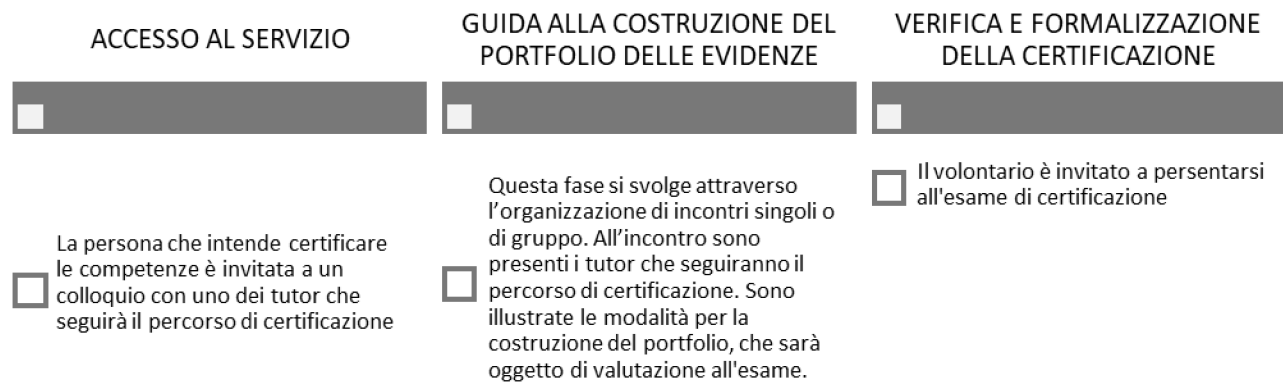 ACCESSO AL SERVIZIO
La persona che intende certificare
le competenze è invitata a un
colloquio con uno dei tutor che
seguirà il percorso di certificazione
GUIDA ALLA COSTRUZIONE DEL
PORTFOLIO DELLE EVIDENZE
Questa fase si svolge attraverso
l’organizzazione di incontri singoli o
di gruppo. All’incontro sono
presenti i tutor che seguiranno il
percorso di certificazione. Sono
illustrate le modalità per la
costruzione del portfolio, che sarà
oggetto di valutazione all'esame.
VERIFICA E FORMALIZZAZIONE
DELLA CERTIFICAZIONE
Il volontario è invitato a persentarsi
all'esame di certificazione